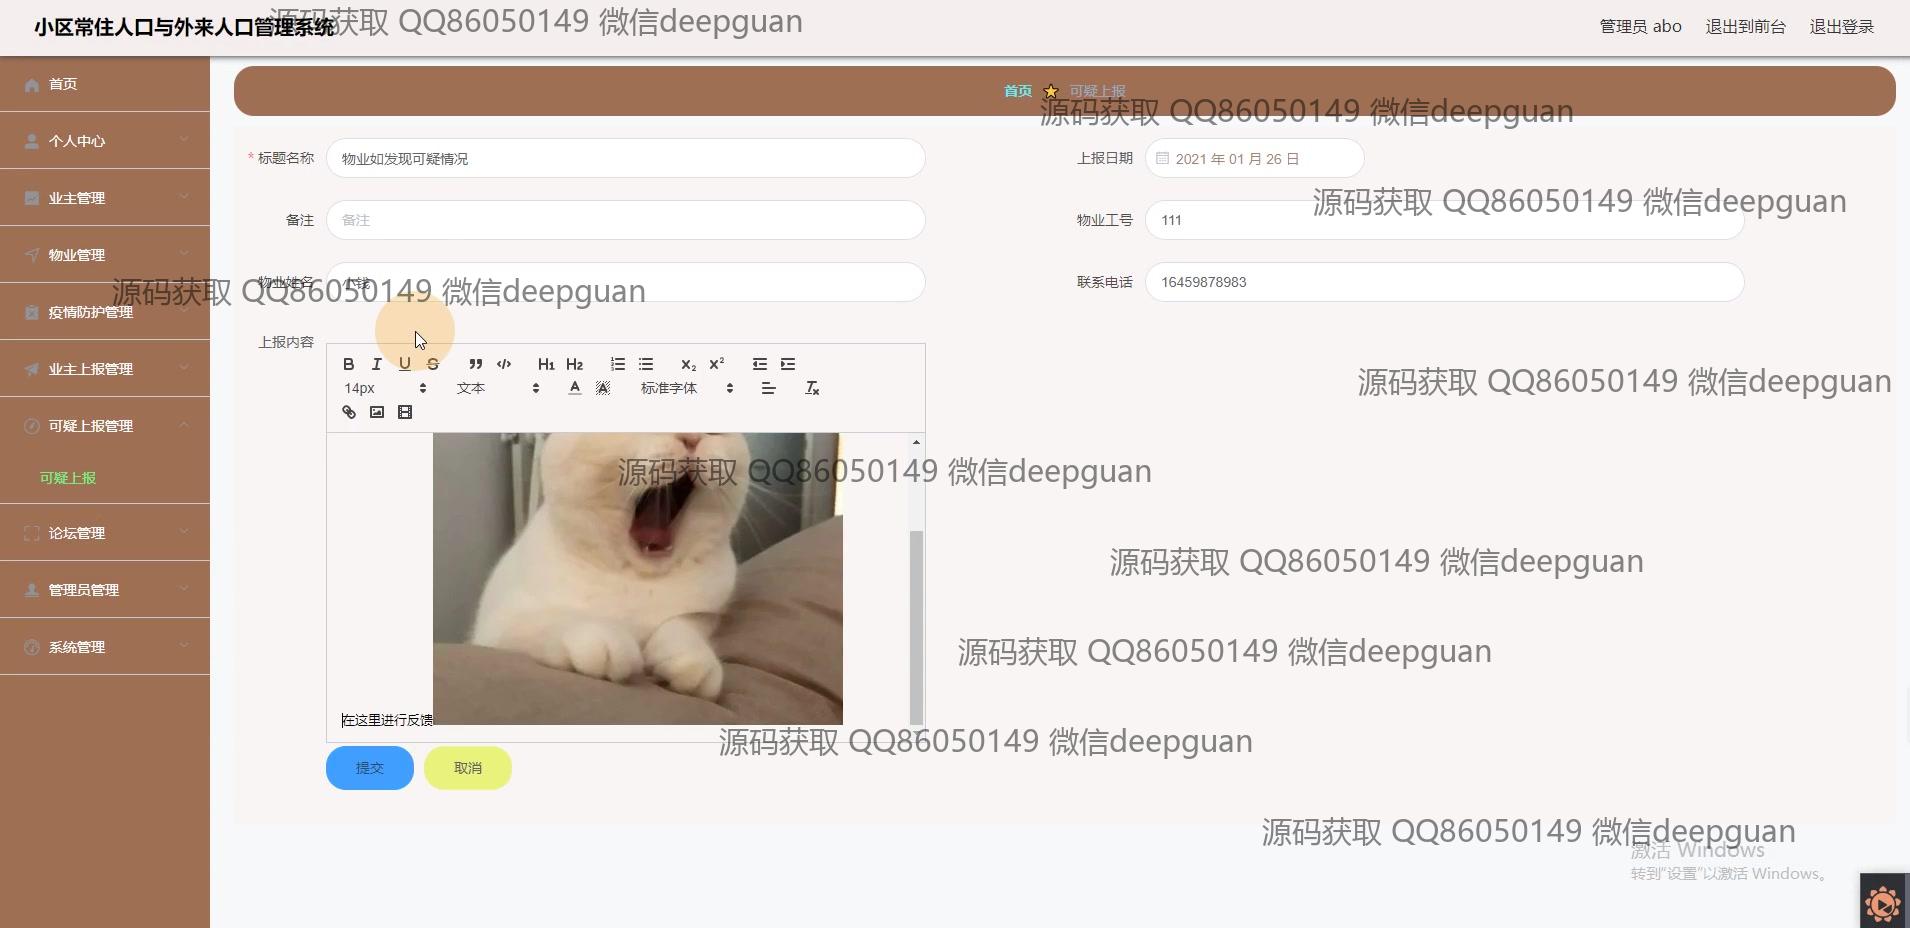 小区常住人口与外来人口管理系统
源码获取 QQ86050149 微信deepguan
管理员 abo
退出到前台
退出登录
首页
个人中心
业主管理
物业管理
疫情防护管理
业主上报管理
可疑上报管理
可疑上报
论坛管理
管理员管理
系统管理
首页 可疑上报
源码获取 QQ86050149 微信deepguan
* 标题名称 物业如发现可疑情况
上报日期 2021 年 01 月 26 日
源码获取 QQ86050149 微信deepguan
备注 备注
物业工号 111
物业姓名 小钱
联系电话 16459878983
源码获取 QQ86050149 微信deepguan
上报内容
B I U S H1 H2 X2 X2
14px 文本 A A 标准字体 Tx
源码获取 QQ86050149 微信deepguan
源码获取 QQ86050149 微信deepguan
源码获取 QQ86050149 微信deepguan
源码获取 QQ86050149 微信deepguan
在这里进行反馈
源码获取 QQ86050149 微信deepguan
提交 取消
源码获取 QQ86050149 微信deepguan
激活 Windows
转到"设置"以激活 Windows。